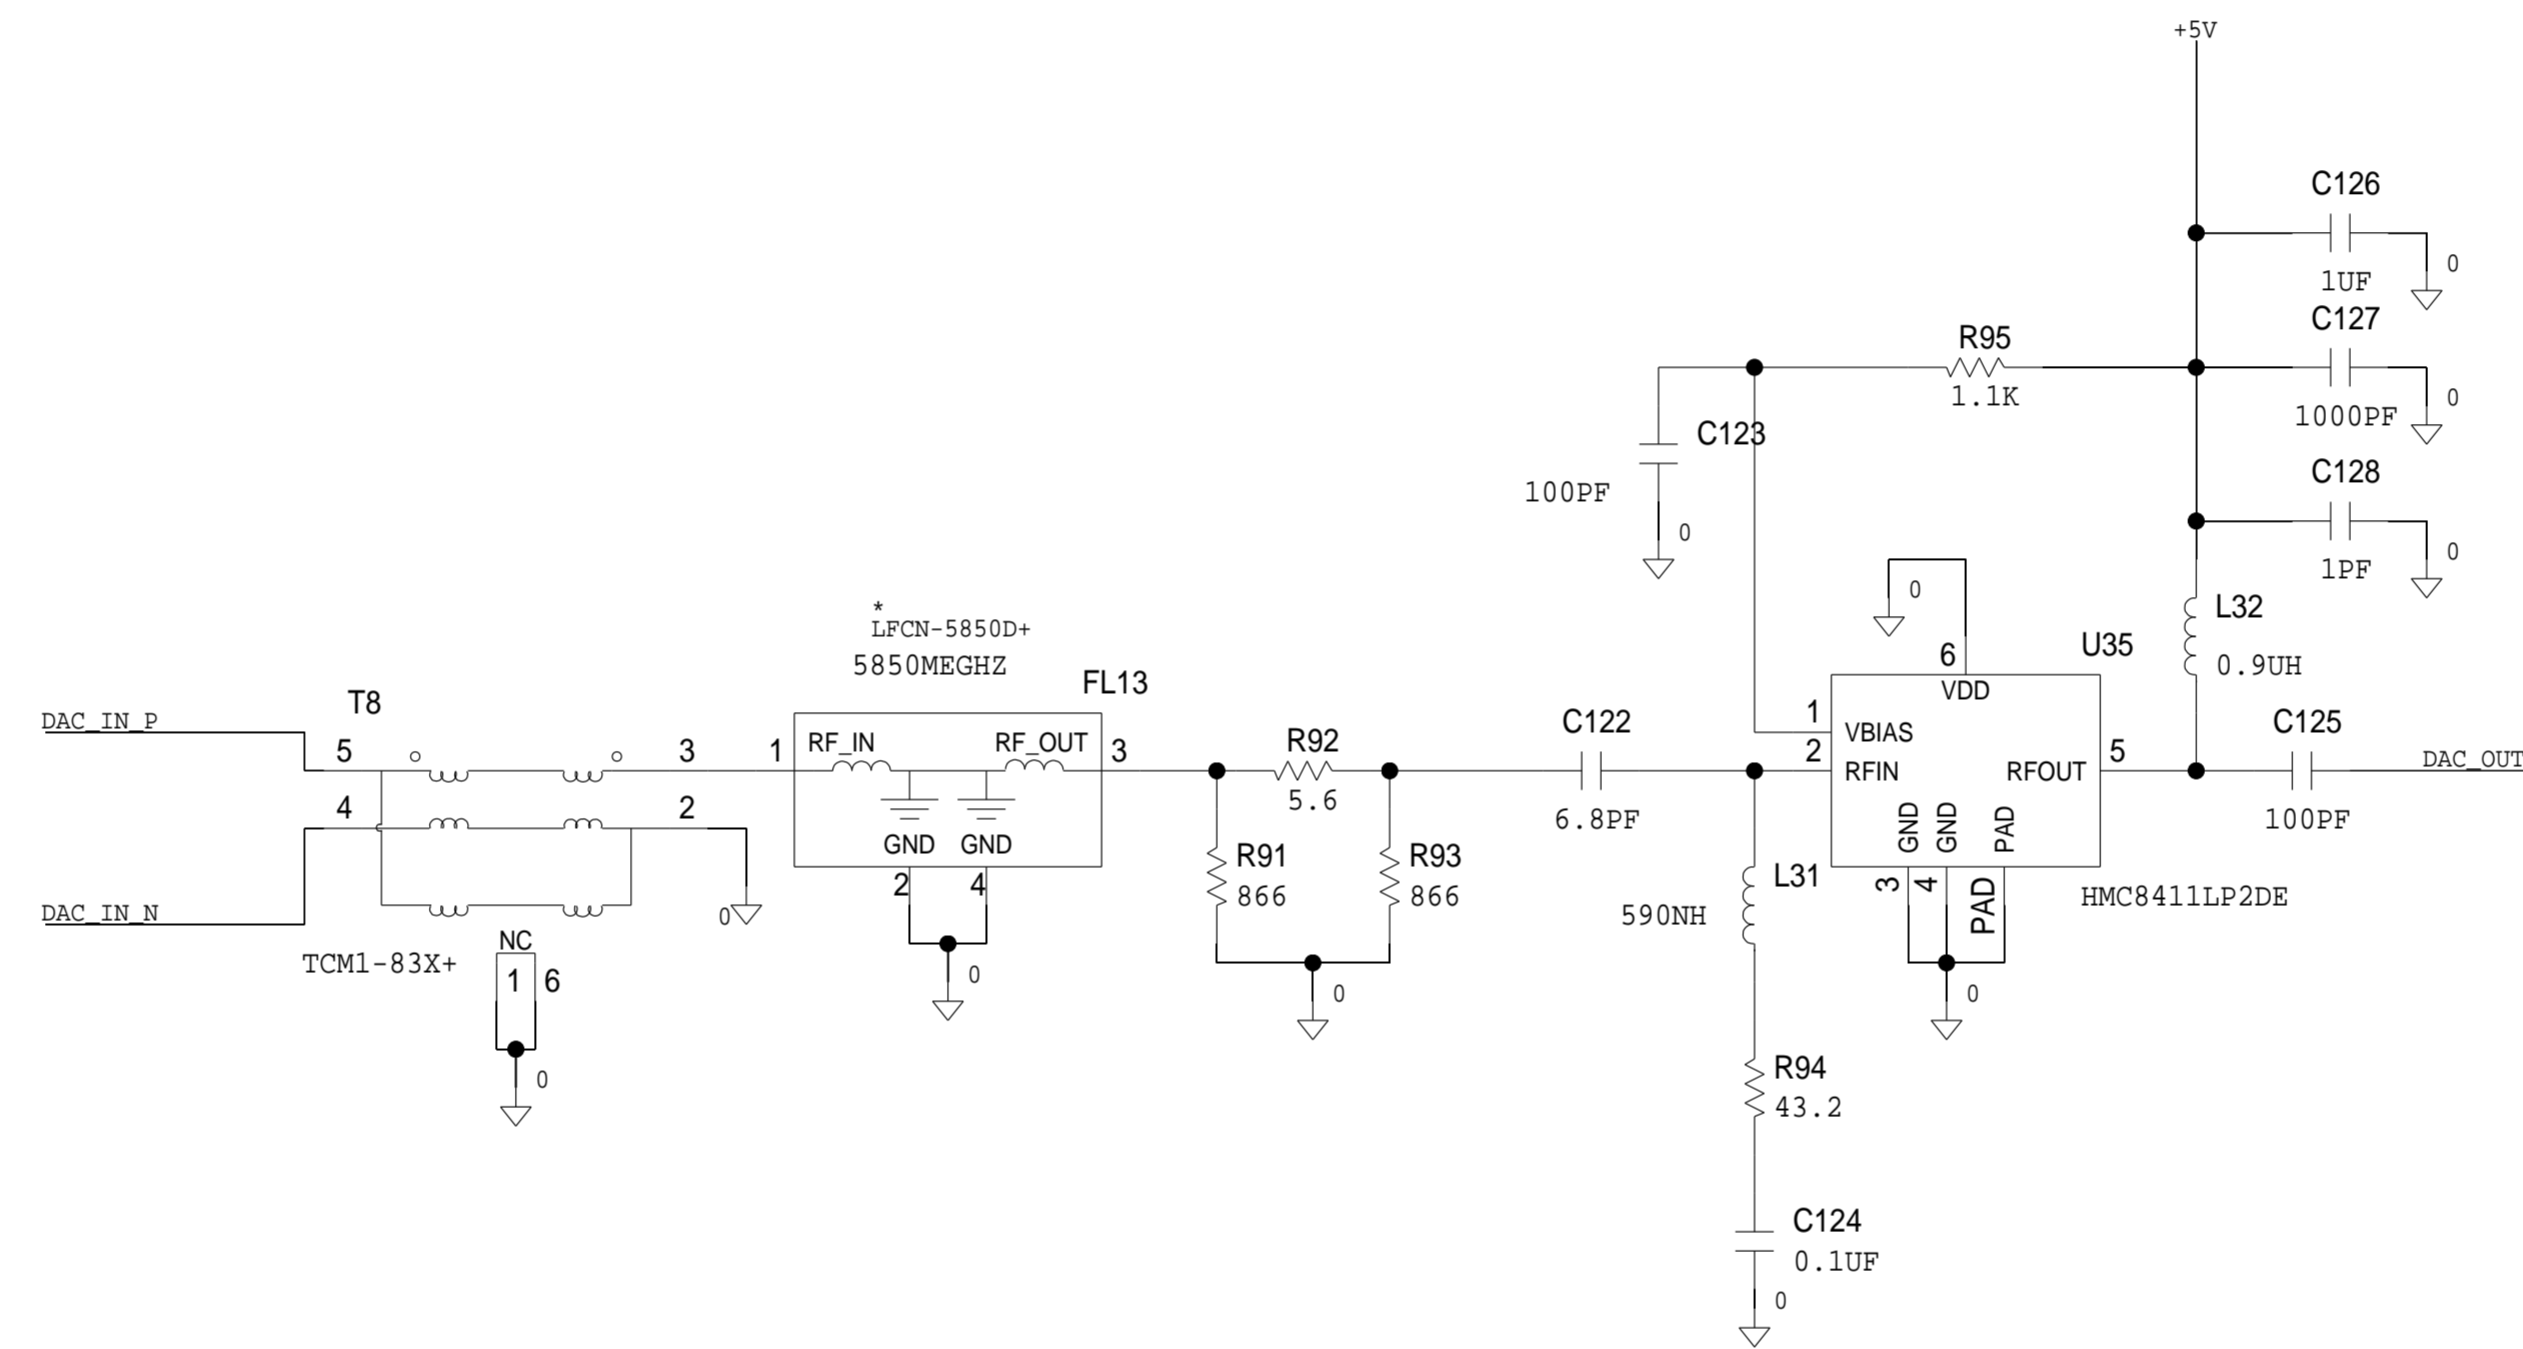 +5V
C126
0
1UF
C127
R95
1.1K
0
1000PF
C123
C128
100PF
0
0
1PF
0
*
LFCN-5850D+
5850MEGHZ
L32
0.9UH
U35
6
VDD
FL13
T8
DAC_IN_P
5
3
1
RF_IN
RF_OUT
3
R92
5.6
C122
6.8PF
1
VBIAS
2
RFIN
RFOUT
5
C125
100PF
DAC_OUT
4
2
GND
GND
GND
GND
PAD
2
4
R91
866
R93
866
L31
590NH
3
4
PAD
HMC8411LP2DE
DAC_IN_N
0
NC
TCM1-83X+
1
6
0
0
0
0
R94
43.2
C124
0.1UF
0